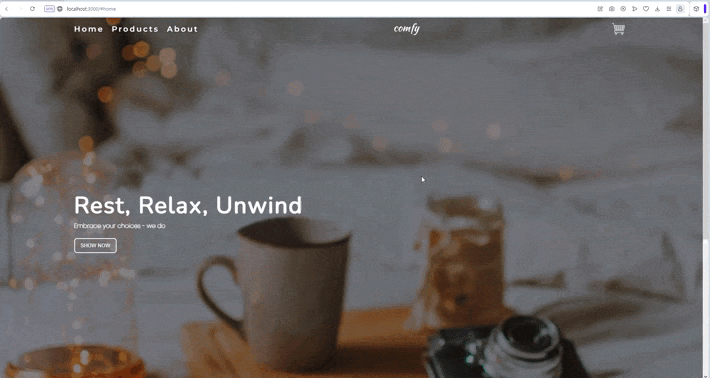 localhost:3000/#home
Home Products About
comfy
Rest, Relax, Unwind
Embrace your choices - we do
SHOW NOW